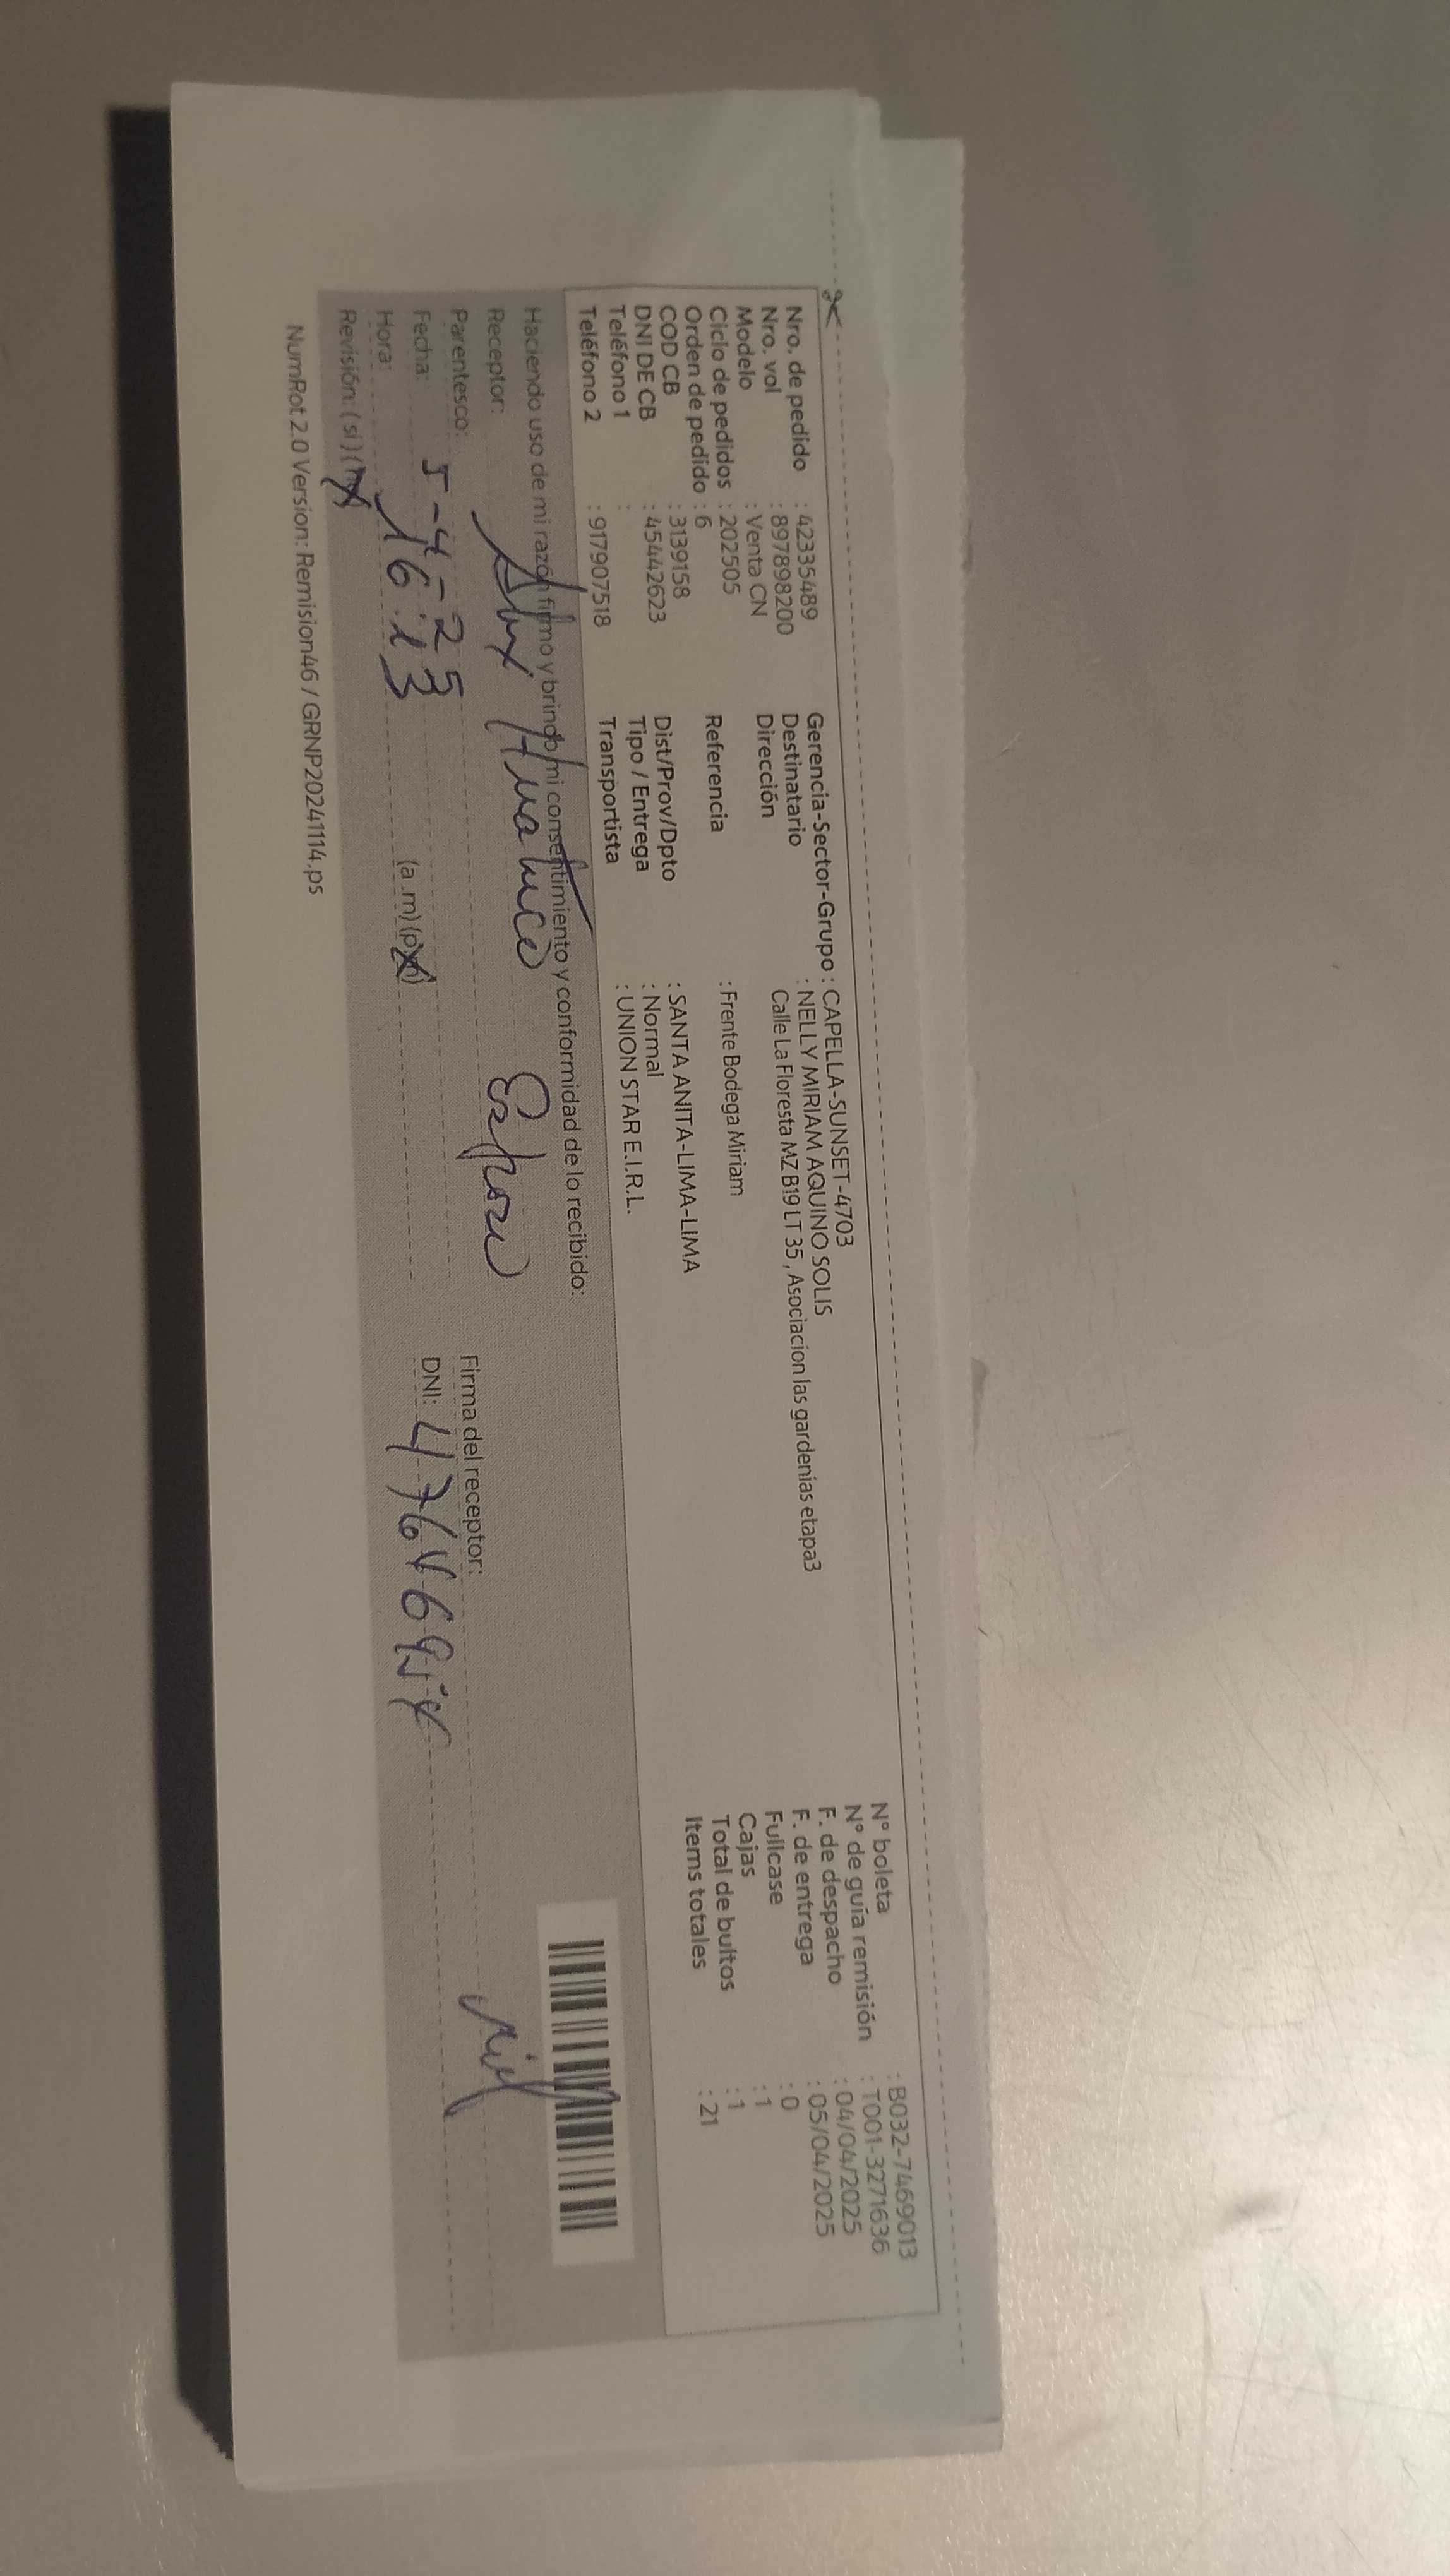 Nro. de pedido : 42335489
Nro. vol : 897898200
Modelo : Venta CN
Ciclo de pedidos : 202505
Orden de pedido : 6
COD CB : 3139158
DNI DE CB : 45442623
Teléfono 1 :
Teléfono 2 : 917907518
Gerencia-Sector-Grupo : CAPELLA-SUNSET-4703
Destinatario : NELLY MIRIAM AQUINO SOLIS
Dirección Calle La Floresta MZ B19 LT 35 , Asociacion las gardenias etapa3
Referencia : Frente Bodega Miriam
Dist/Prov/Dpto : SANTA ANITA-LIMA-LIMA
Tipo / Entrega : Normal
Transportista : UNION STAR E.I.R.L.
N° boleta : B032-7469013
N° de guía remisión : T001-3271636
F. de despacho : 04/04/2025
F. de entrega : 05/04/2025
Fullcase : 0
Cajas : 1
Total de bultos : 1
Items totales : 21
Haciendo uso de mi razón firmo y brindo mi consentimiento y conformidad de lo recibido:
Receptor:
Parentesco:
Firma del receptor:
Fecha: 5-4-25
DNI:
Hora: 16:13 (a.m) (p.m)
Revisión: (si) (no)
NumRot 2.0 Version: Remision46 / GRNP20241114.ps